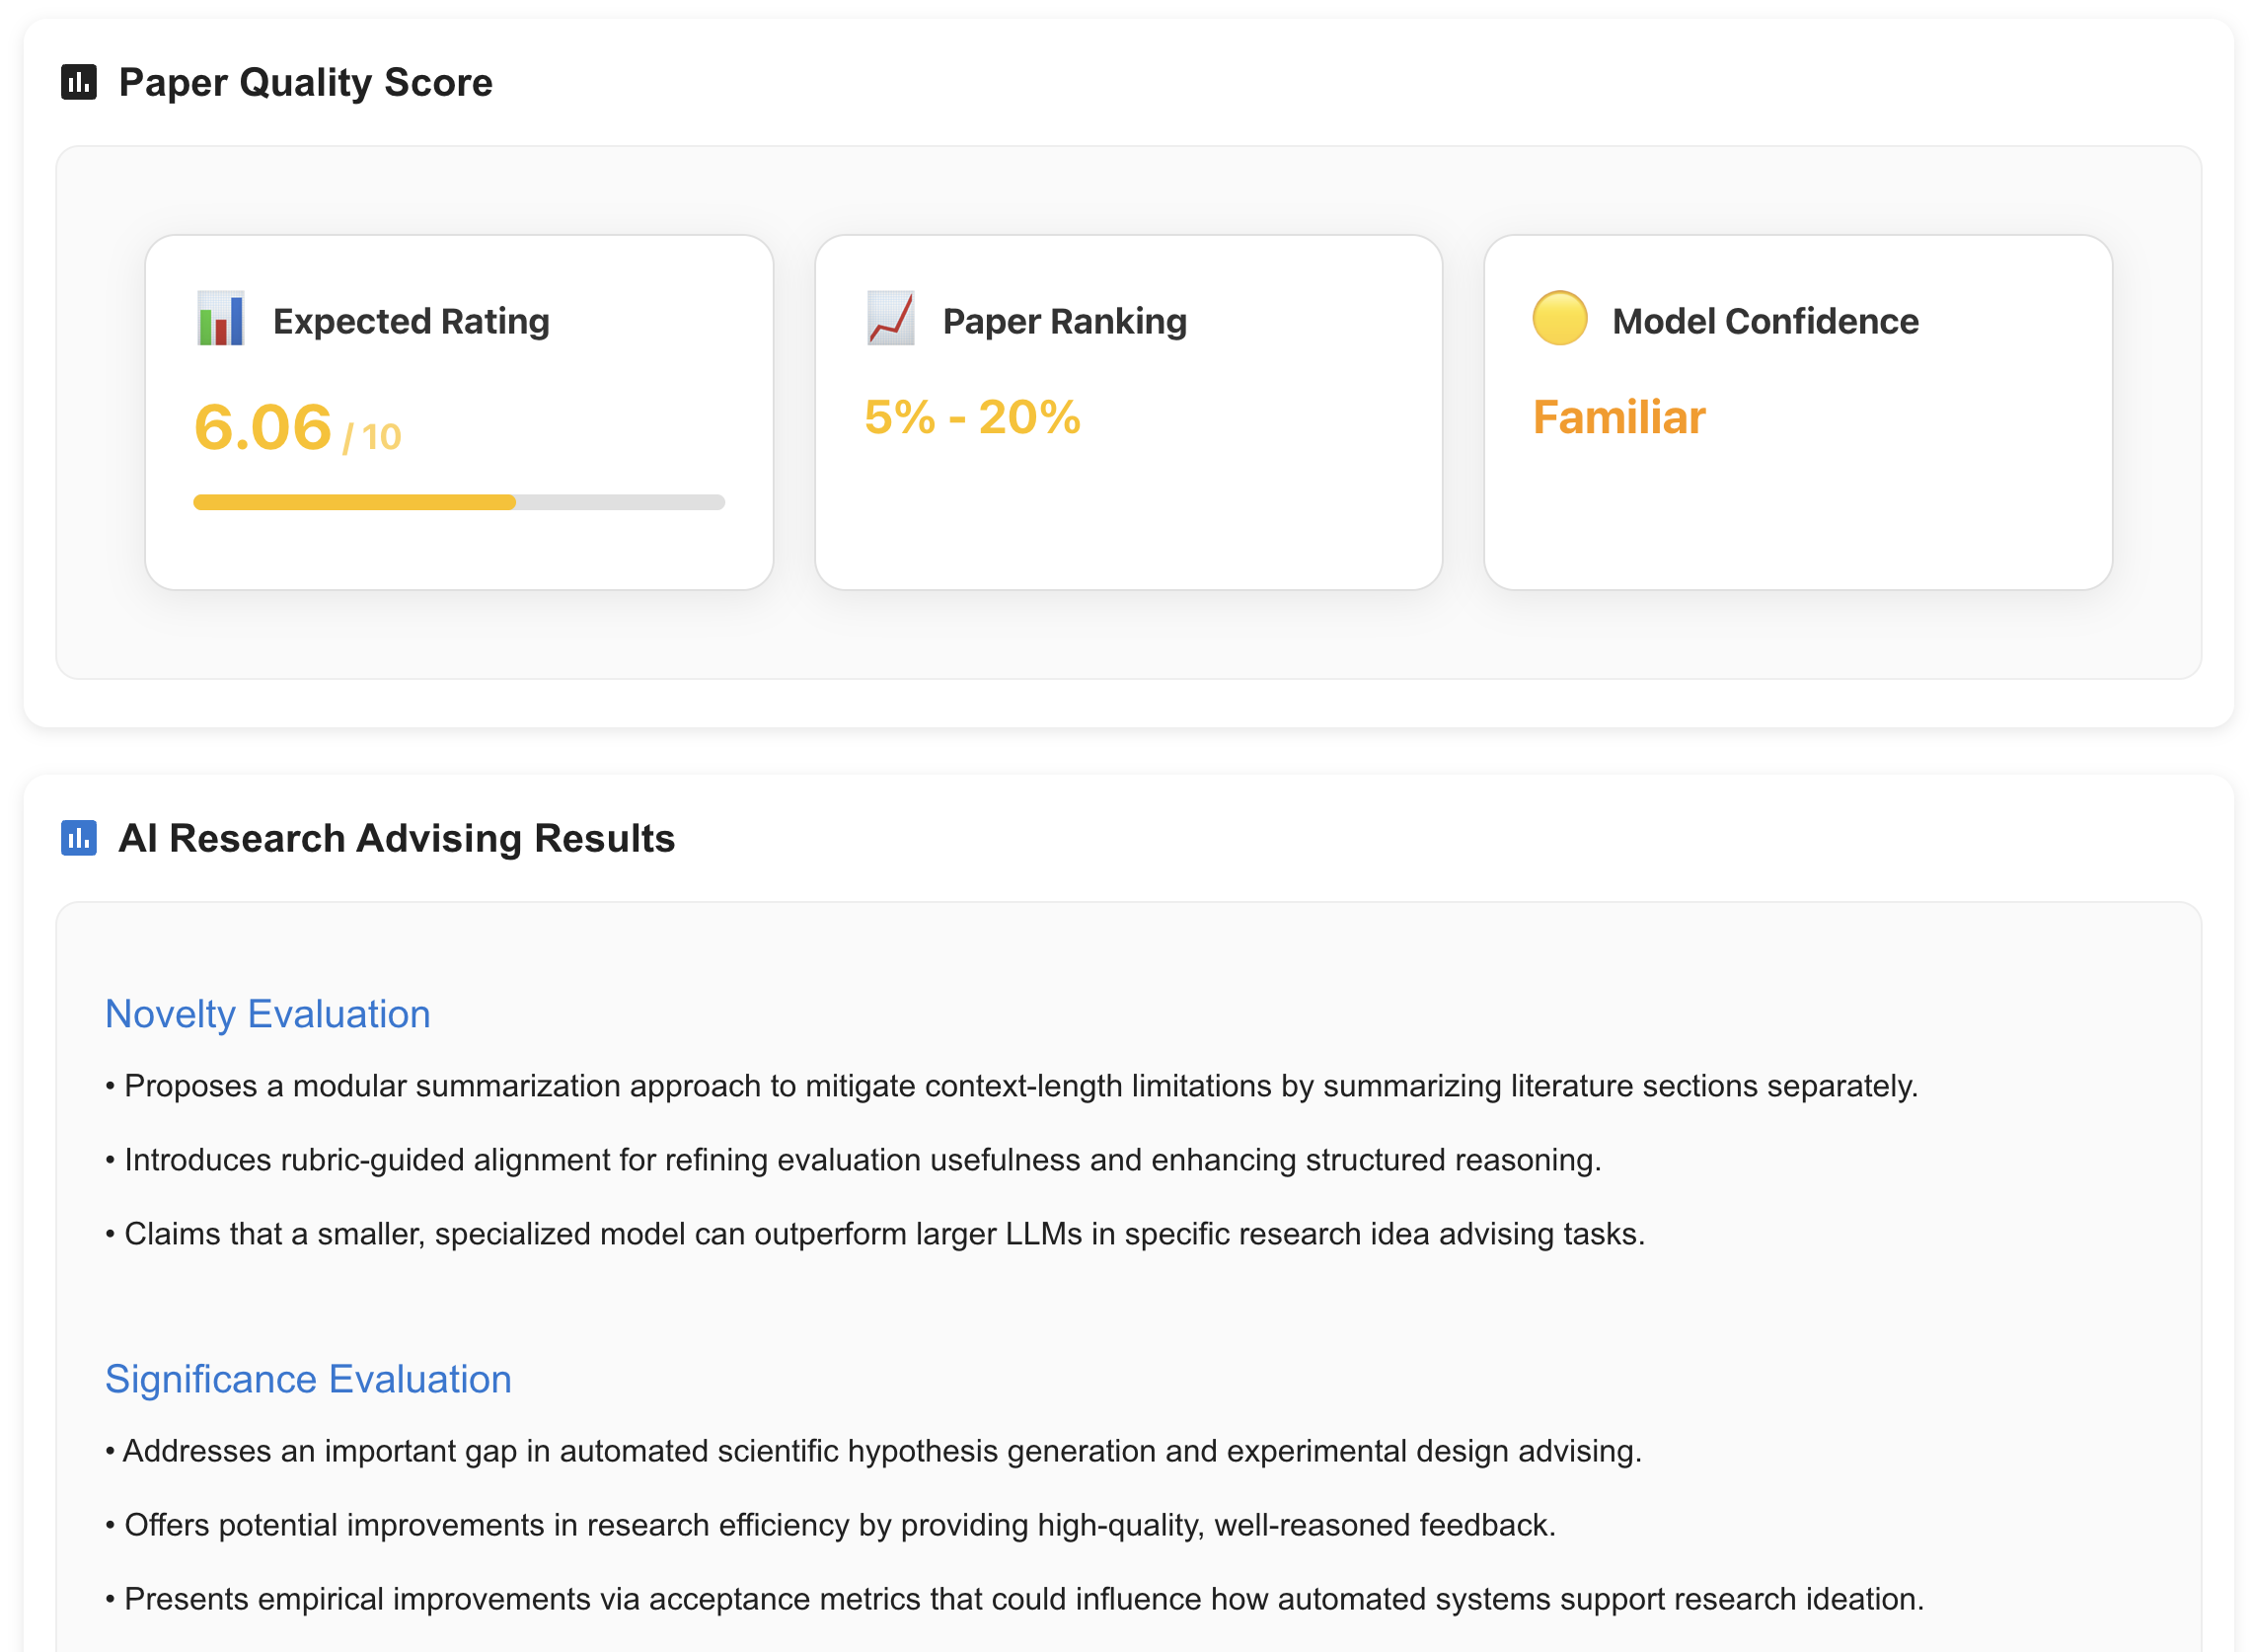 Paper Quality Score
Expected Rating
6.06 / 10
Paper Ranking
5% - 20%
Model Confidence
Familiar
AI Research Advising Results
Novelty Evaluation
• Proposes a modular summarization approach to mitigate context-length limitations by summarizing literature sections separately.
• Introduces rubric-guided alignment for refining evaluation usefulness and enhancing structured reasoning.
• Claims that a smaller, specialized model can outperform larger LLMs in specific research idea advising tasks.
Significance Evaluation
• Addresses an important gap in automated scientific hypothesis generation and experimental design advising.
• Offers potential improvements in research efficiency by providing high-quality, well-reasoned feedback.
• Presents empirical improvements via acceptance metrics that could influence how automated systems support research ideation.